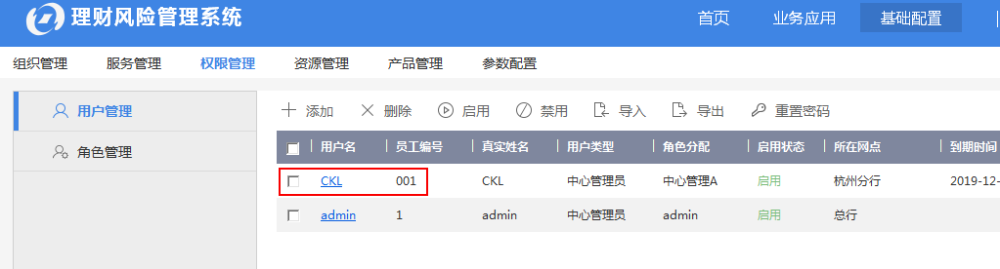 理财风险管理系统
首页 业务应用 基础配置
组织管理 服务管理 权限管理 资源管理 产品管理 参数配置
用户管理
角色管理
添加 删除 启用 禁用 导入 导出 重置密码
用户名 员工编号 真实姓名 用户类型 角色分配 启用状态 所在网点 到期时间
CKL 001 CKL 中心管理员 中心管理A 启用 杭州分行 2019-12-
admin 1 admin 中心管理员 admin 启用 总行